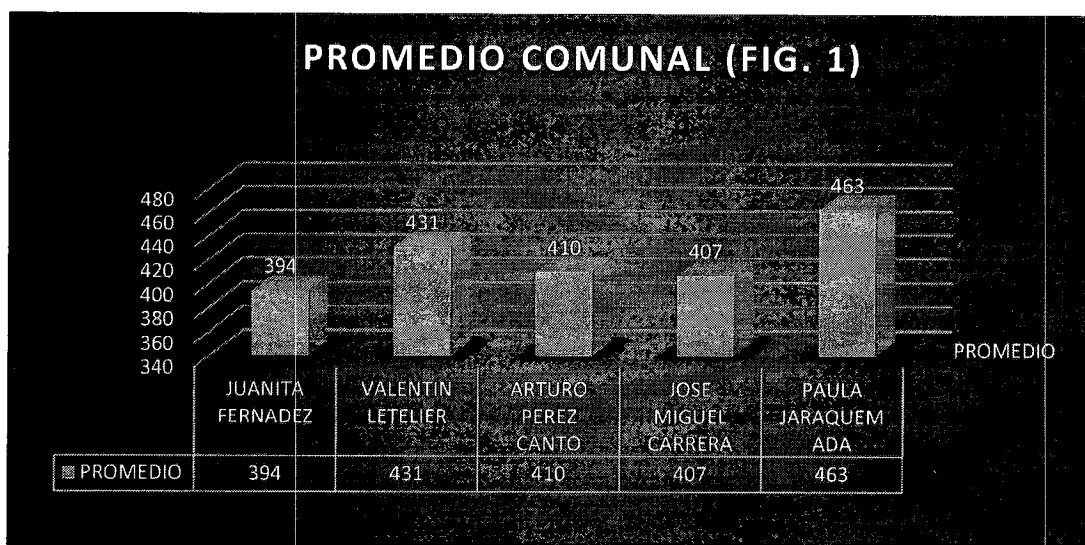 PROMEDIO COMUNAL (FIG. 1)
480
460
440
420
400
380
360
340
394
431
410
407
463
PROMEDIO
JUANITA FERNADEZ
VALENTIN LETELIER
ARTURO PEREZ CANTO
JOSE MIGUEL CARRERA
PAULA JARAQUEM ADA
PROMEDIO 394 431 410 407 463